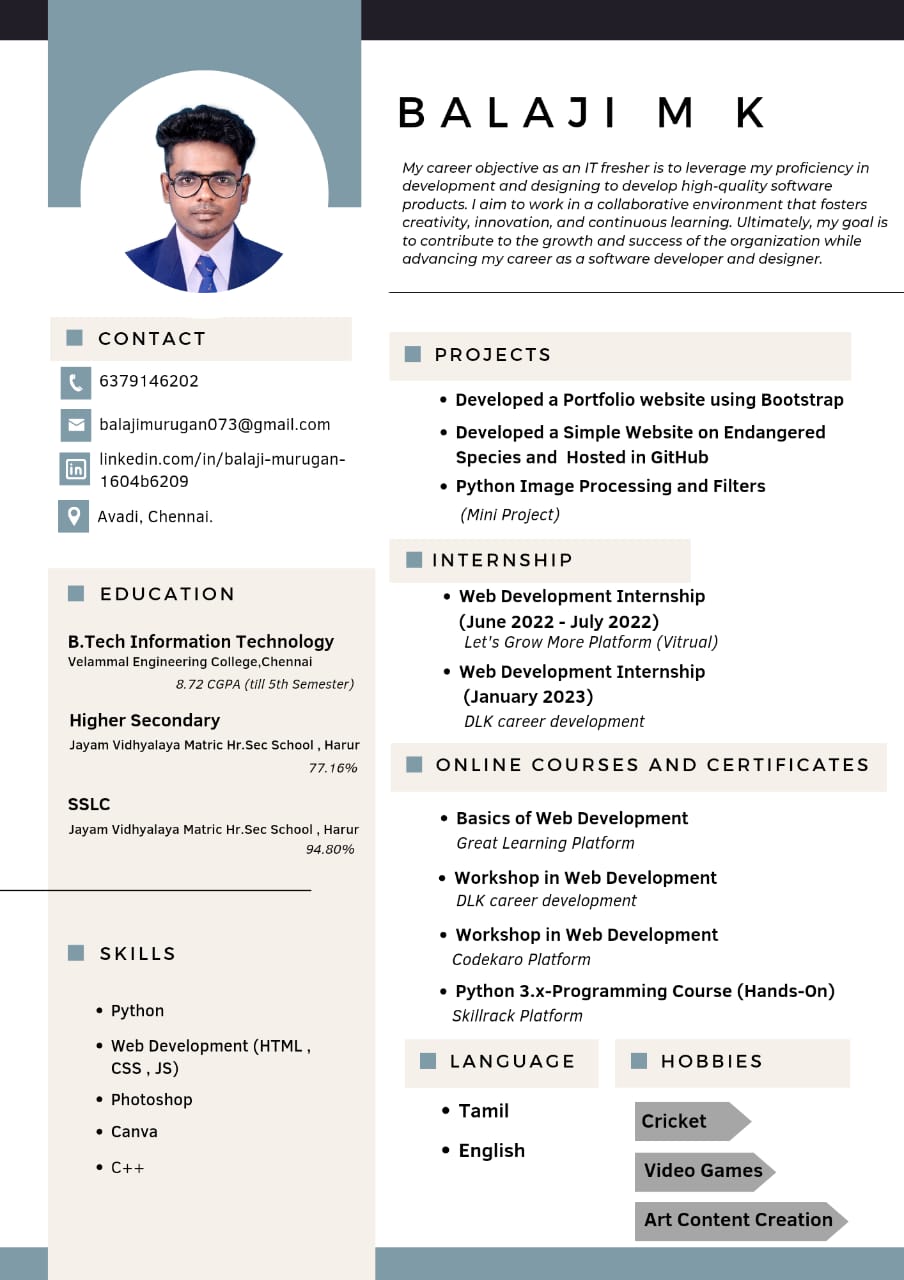 BALAJI M K
My career objective as an IT fresher is to leverage my proficiency in
development and designing to develop high-quality software
products. I aim to work in a collaborative environment that fosters
creativity, innovation, and continuous learning. Ultimately, my goal is
to contribute to the growth and success of the organization while
advancing my career as a software developer and designer.
CONTACT
6379146202
balajimurugan073@gmail.com
linkedin.com/in/balaji-murugan-
1604b6209
Avadi, Chennai.
EDUCATION
B.Tech Information Technology
Velammal Engineering College,Chennai
8.72 CGPA (till 5th Semester)
Higher Secondary
Jayam Vidhyalaya Matric Hr.Sec School , Harur
77.16%
SSLC
Jayam Vidhyalaya Matric Hr.Sec School , Harur
94.80%
SKILLS
• Python
• Web Development (HTML ,
CSS , JS)
• Photoshop
• Canva
• C++
PROJECTS
• Developed a Portfolio website using Bootstrap
• Developed a Simple Website on Endangered
Species and Hosted in GitHub
• Python Image Processing and Filters
(Mini Project)
INTERNSHIP
• Web Development Internship
(June 2022 - July 2022)
Let's Grow More Platform (Vitrual)
• Web Development Internship
(January 2023)
DLK career development
ONLINE COURSES AND CERTIFICATES
• Basics of Web Development
Great Learning Platform
• Workshop in Web Development
DLK career development
• Workshop in Web Development
Codekaro Platform
• Python 3.x-Programming Course (Hands-On)
Skillrack Platform
LANGUAGE
• Tamil
• English
HOBBIES
Cricket
Video Games
Art Content Creation